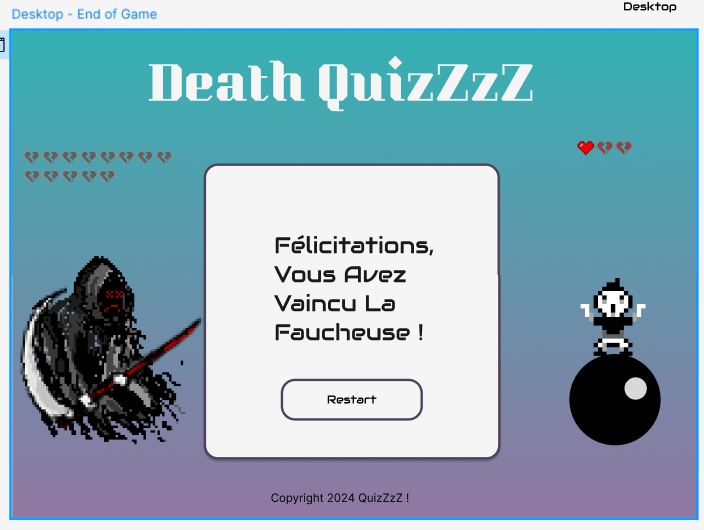 Desktop - End of Game
Desktop
Death QuizZzZ
Félicitations,
Vous Avez
Vaincu La
Faucheuse !
Restart
Copyright 2024 QuizZzZ !